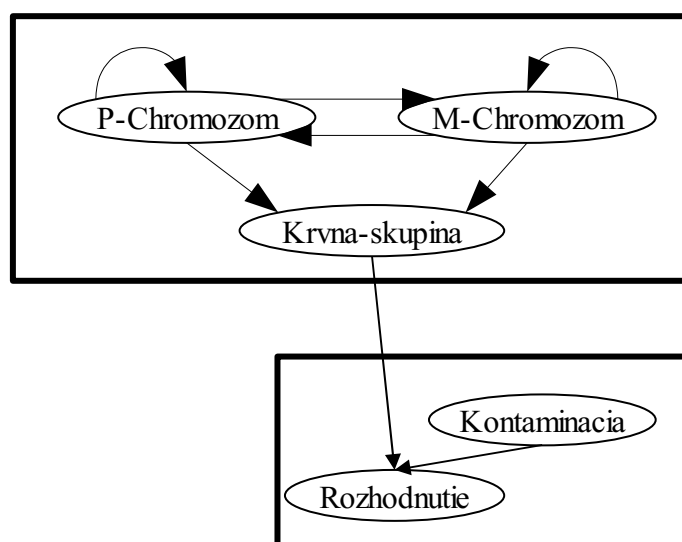 P-Chromozom
M-Chromozom
Krvna-skupina
Kontaminacia
Rozhodnutie